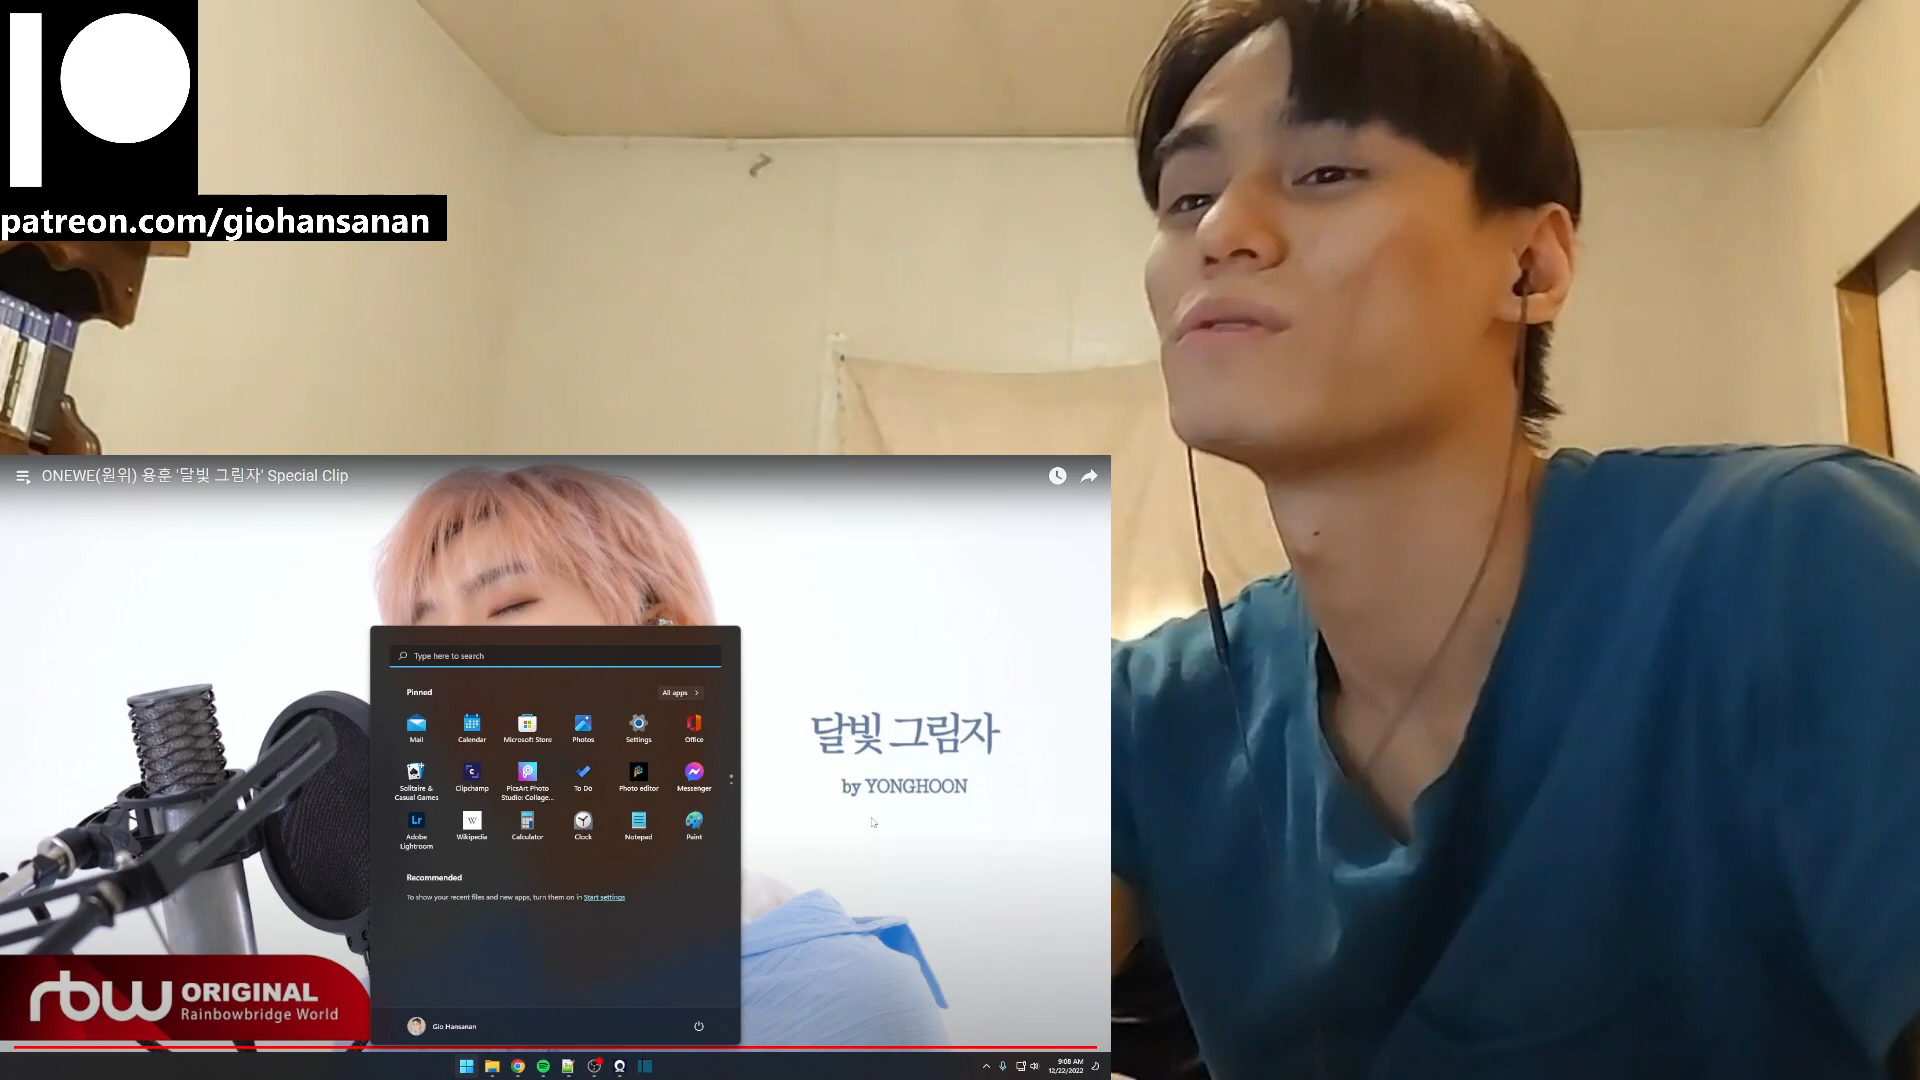 patreon.com/giohansanan
ONEWE(원위) 용훈 '달빛 그림자' Special Clip
Type here to search
Pinned
All apps
Mail
Calendar
Microsoft Store
Photos
Settings
Office
Solitaire &
Casual Games
Clipchamp
PicsArt Photo
Studio: Collage...
To Do
Photo editor
Messenger
Adobe
Lightroom
Wikipedia
Calculator
Clock
Notepad
Paint
Recommended
To show your recent files and new apps, turn them on in Start settings
Gio Hansanan
달빛 그림자
by YONGHOON
rbw ORIGINAL
Rainbowbridge World
9:08 AM
12/22/2022